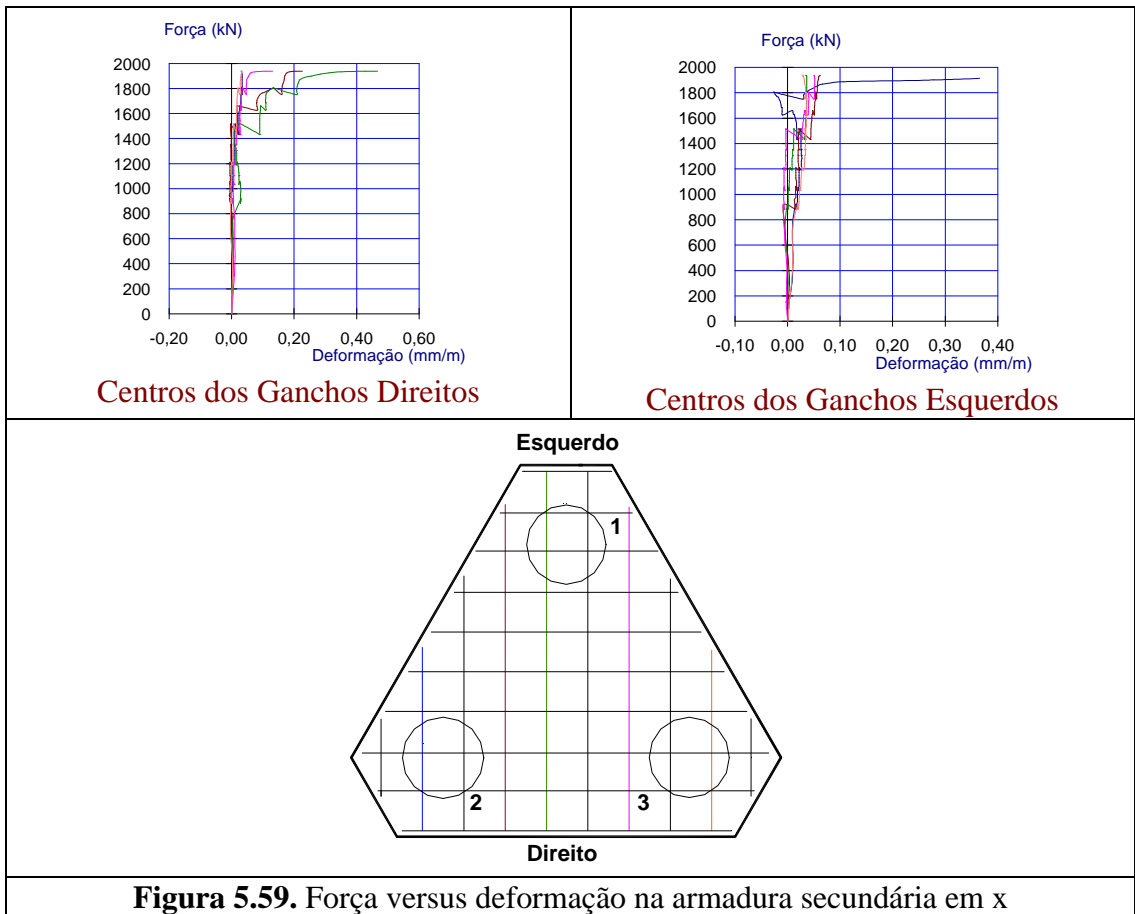 Força (kN)
2000
1800
1600
1400
1200
1000
800
600
400
200
0
-0,20 0,00 0,20 0,40 0,60
Deformação (mm/m)
Centros dos Ganchos Direitos
Força (kN)
2000
1800
1600
1400
1200
1000
800
600
400
200
0
-0,10 0,00 0,10 0,20 0,30 0,40
Deformação (mm/m)
Centros dos Ganchos Esquerdos
Esquerdo
1
2 3
Direito
Figura 5.59. Força versus deformação na armadura secundária em x